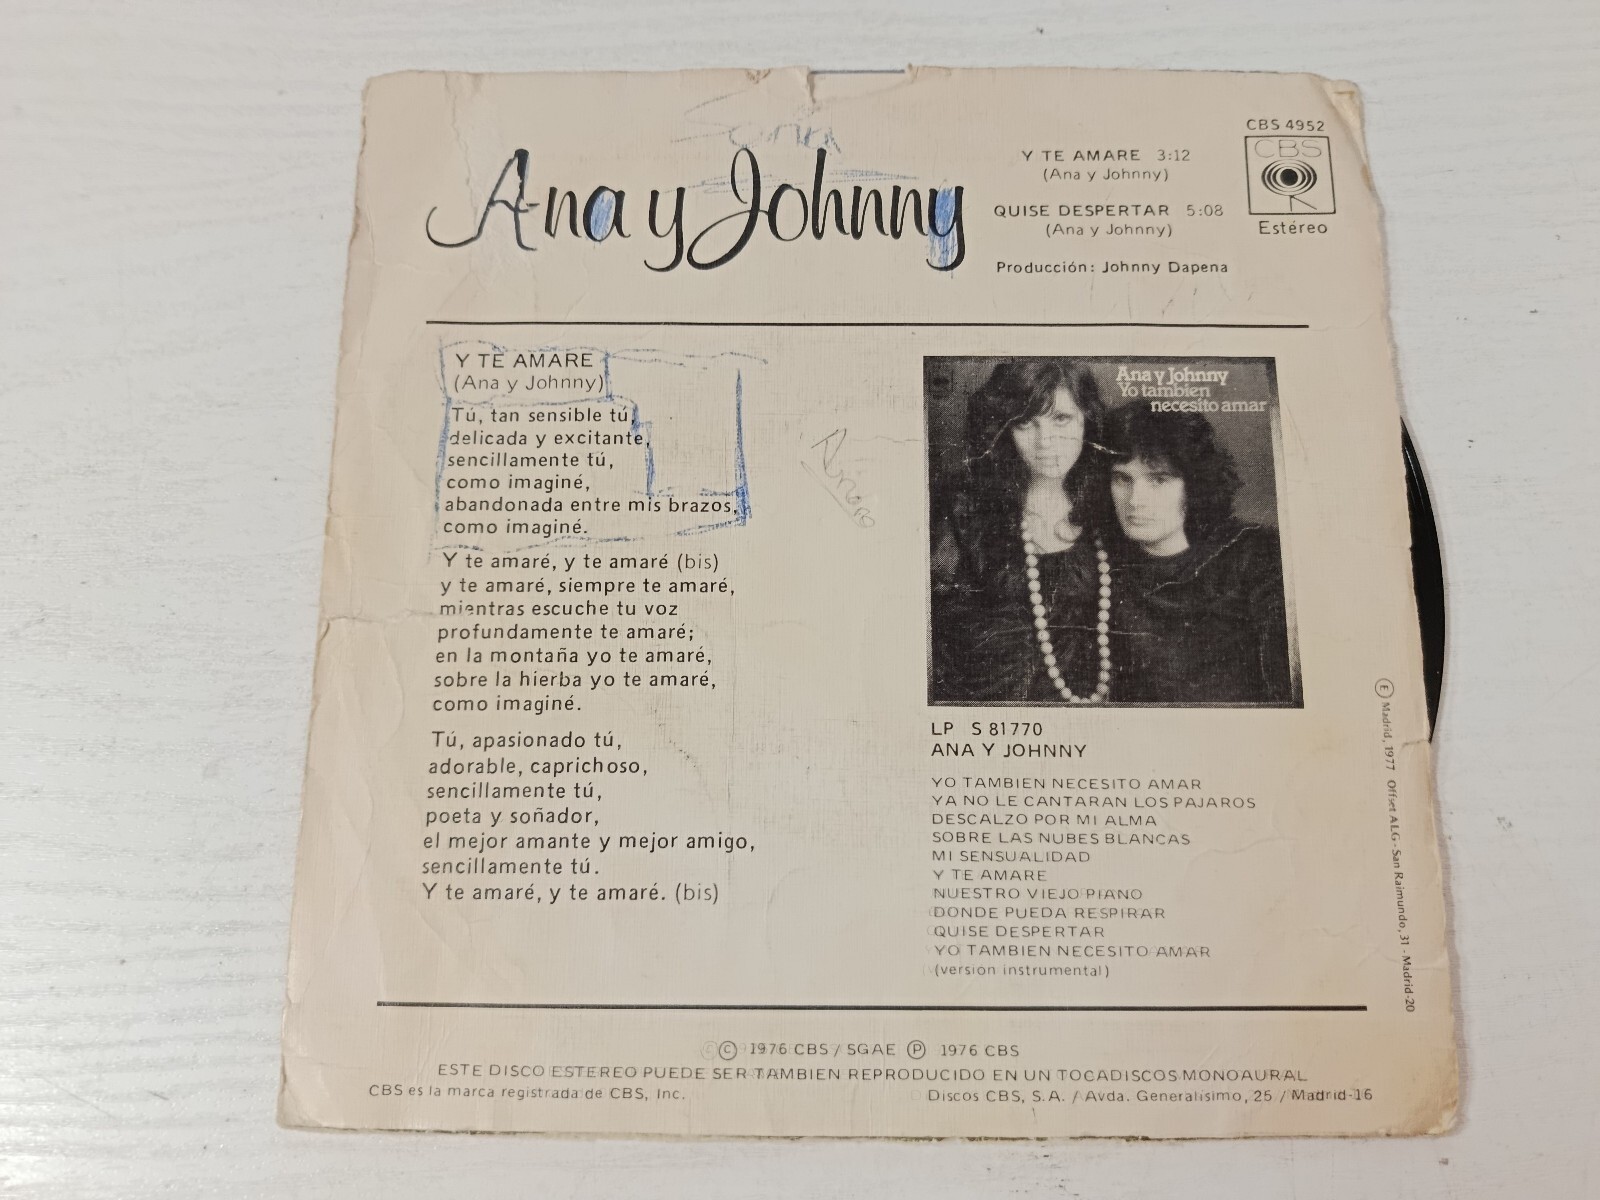 Sonia
Ana y Johnny
Y TE AMARE 3:12
(Ana y Johnny)
QUISE DESPERTAR 5:08
(Ana y Johnny)
Producción: Johnny Dapena
CBS 4952
CBS
Estéreo
Y TE AMARE
(Ana y Johnny)
Tú, tan sensible tú,
delicada y excitante,
sencillamente tú,
como imaginé,
abandonada entre mis brazos,
como imaginé.
Y te amaré, y te amaré (bis)
y te amaré, siempre te amaré,
mientras escuche tu voz
profundamente te amaré;
en la montaña yo te amaré,
sobre la hierba yo te amaré,
como imaginé.
Tú, apasionado tú,
adorable, caprichoso,
sencillamente tú,
poeta y soñador,
el mejor amante y mejor amigo,
sencillamente tú.
Y te amaré, y te amaré. (bis)
Ana y Johnny
Yo tambien
necesito amar
LP S 81770
ANA Y JOHNNY
YO TAMBIEN NECESITO AMAR
YA NO LE CANTARAN LOS PAJAROS
DESCALZO POR MI ALMA
SOBRE LAS NUBES BLANCAS
MI SENSUALIDAD
Y TE AMARE
NUESTRO VIEJO PIANO
DONDE PUEDA RESPIRAR
QUISE DESPERTAR
YO TAMBIEN NECESITO AMAR
(versión instrumental)
Ⓔ Madrid, 1977 Offset ALG - San Raimundo, 31 - Madrid-20
© 1976 CBS / SGAE Ⓟ 1976 CBS
ESTE DISCO ESTEREO PUEDE SER TAMBIEN REPRODUCIDO EN UN TOCADISCOS MONOAURAL
CBS es la marca registrada de CBS, Inc.
Discos CBS, S.A. / Avda. Generalísimo, 25 / Madrid-16